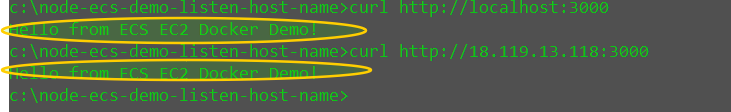 c:\node-ecs-demo-listen-host-name>curl http://localhost:3000
Hello from ECS EC2 Docker Demo!
c:\node-ecs-demo-listen-host-name>curl http://18.119.13.118:3000
Hello from ECS EC2 Docker Demo!
c:\node-ecs-demo-listen-host-name>